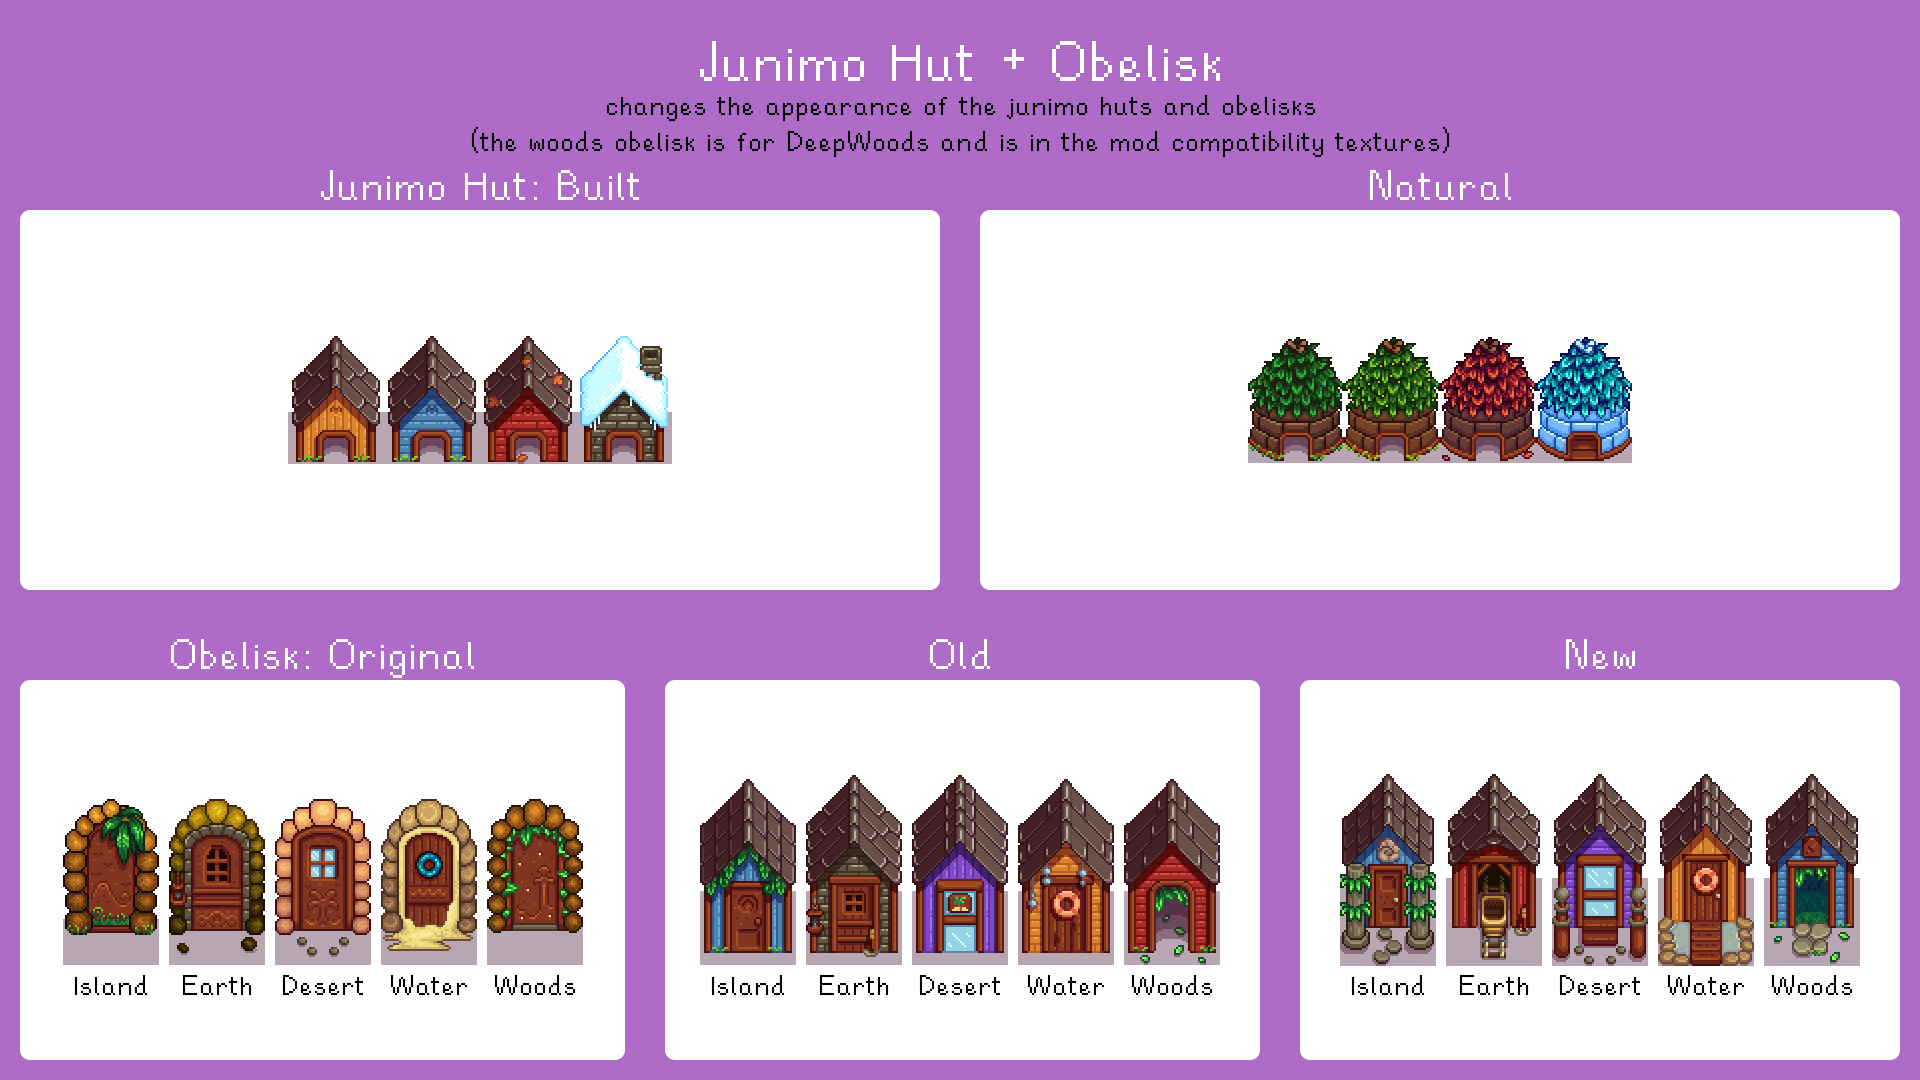 Junimo Hut + Obelisk
changes the appearance of the junimo huts and obelisks
(the woods obelisk is for DeepWoods and is in the mod compatibility textures)
Junimo Hut: Built
Natural
Obelisk: Original
Old
New
Island Earth Desert Water Woods
Island Earth Desert Water Woods
Island Earth Desert Water Woods